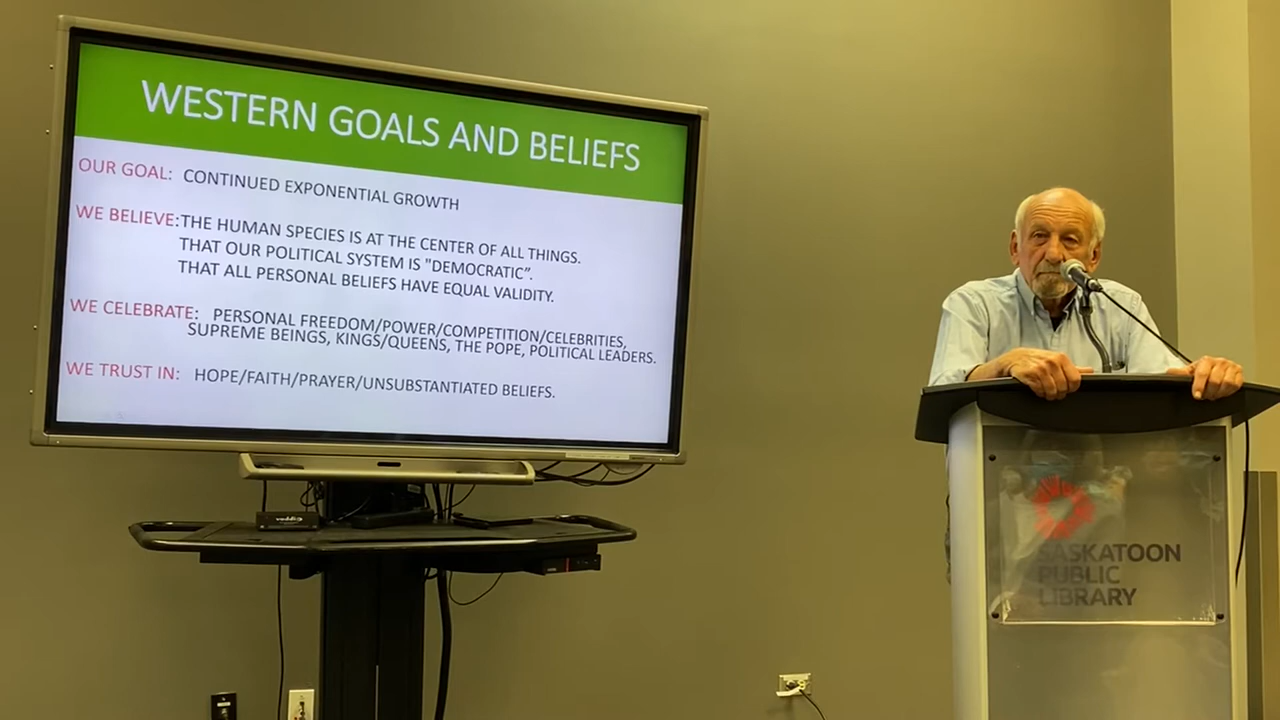 WESTERN GOALS AND BELIEFS
OUR GOAL: CONTINUED EXPONENTIAL GROWTH
WE BELIEVE:THE HUMAN SPECIES IS AT THE CENTER OF ALL THINGS.
THAT OUR POLITICAL SYSTEM IS "DEMOCRATIC”.
THAT ALL PERSONAL BELIEFS HAVE EQUAL VALIDITY.
WE CELEBRATE: PERSONAL FREEDOM/POWER/COMPETITION/CELEBRITIES,
SUPREME BEINGS, KINGS/QUEENS, THE POPE, POLITICAL LEADERS.
WE TRUST IN: HOPE/FAITH/PRAYER/UNSUBSTANTIATED BELIEFS.
SASKATOON
PUBLIC
LIBRARY